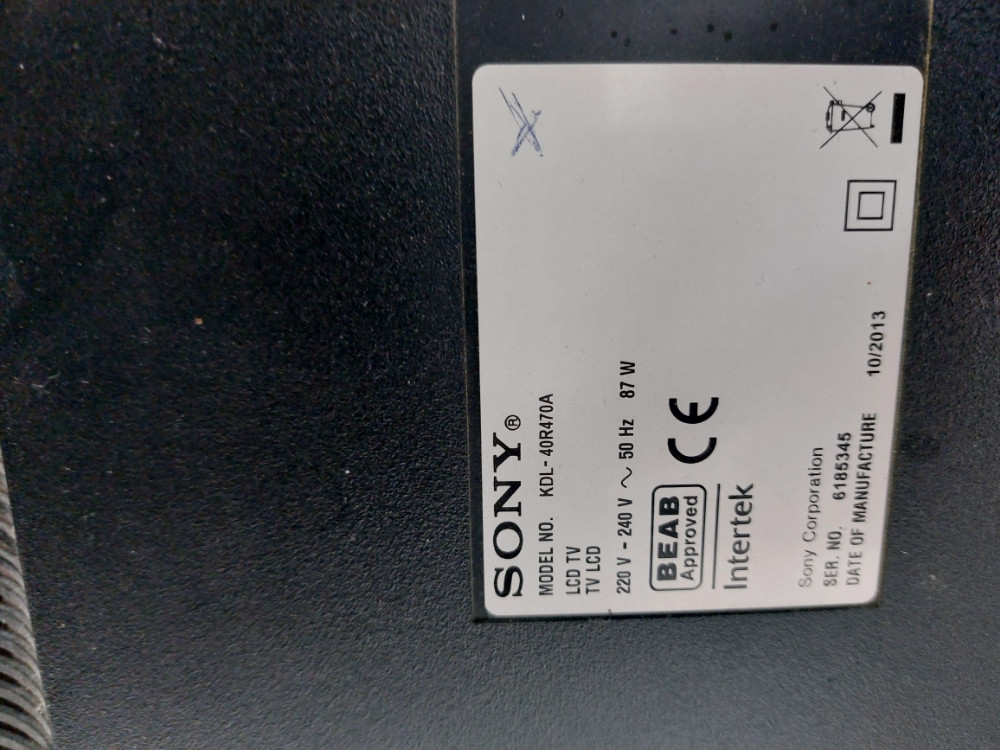 SONY®
MODEL NO. KDL-40R470A
LCD TV
TV LCD
220 V - 240 V ~ 50 Hz 87 W
BEAB
Approved
CE
Intertek
Sony Corporation
SER. NO. 6185345
DATE OF MANUFACTURE 10/2013